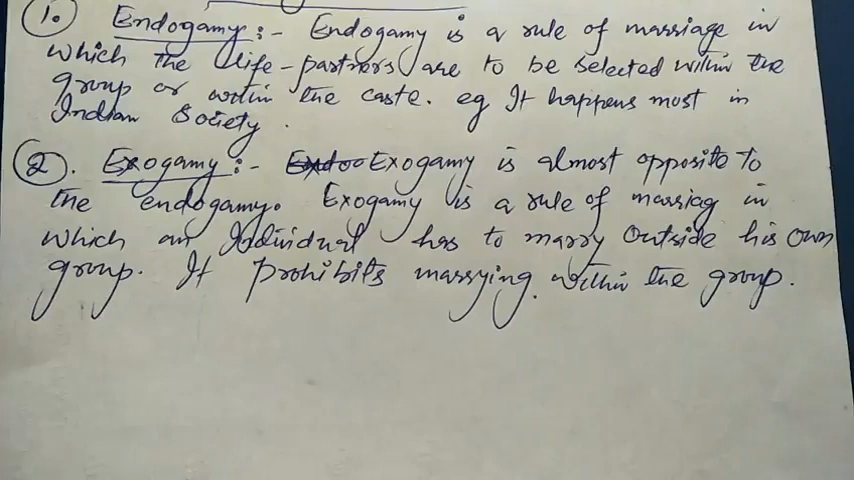 1. Endogamy :- Endogamy is a rule of marriage in
which the life-partners are to be selected within the
group or within the caste. eg It happens most in
Indian Society.
2. Exogamy :- Exogamy is almost opposite to
the endogamy. Exogamy is a rule of marriag in
which an Individual has to marry outside his own
group. It prohibits marrying within the group.